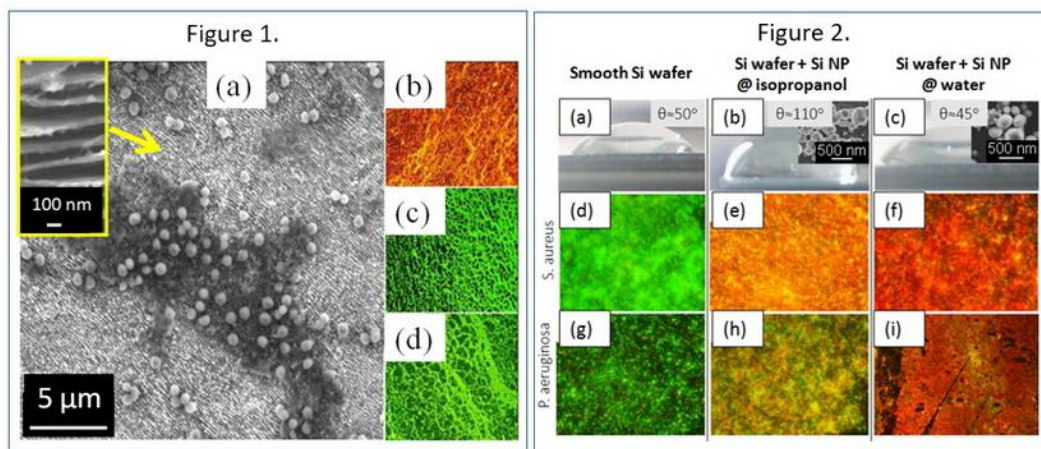 Figure 1.
(a)
(b)
100 nm
(c)
(d)
5 µm
Figure 2.
Smooth Si wafer
Si wafer + Si NP
@ isopropanol
Si wafer + Si NP
@ water
(a)
θ≈50°
(b)
θ≈110°
500 nm
(c)
θ≈45°
500 nm
S. aureus
(d)
(e)
(f)
P. aeruginosa
(g)
(h)
(i)